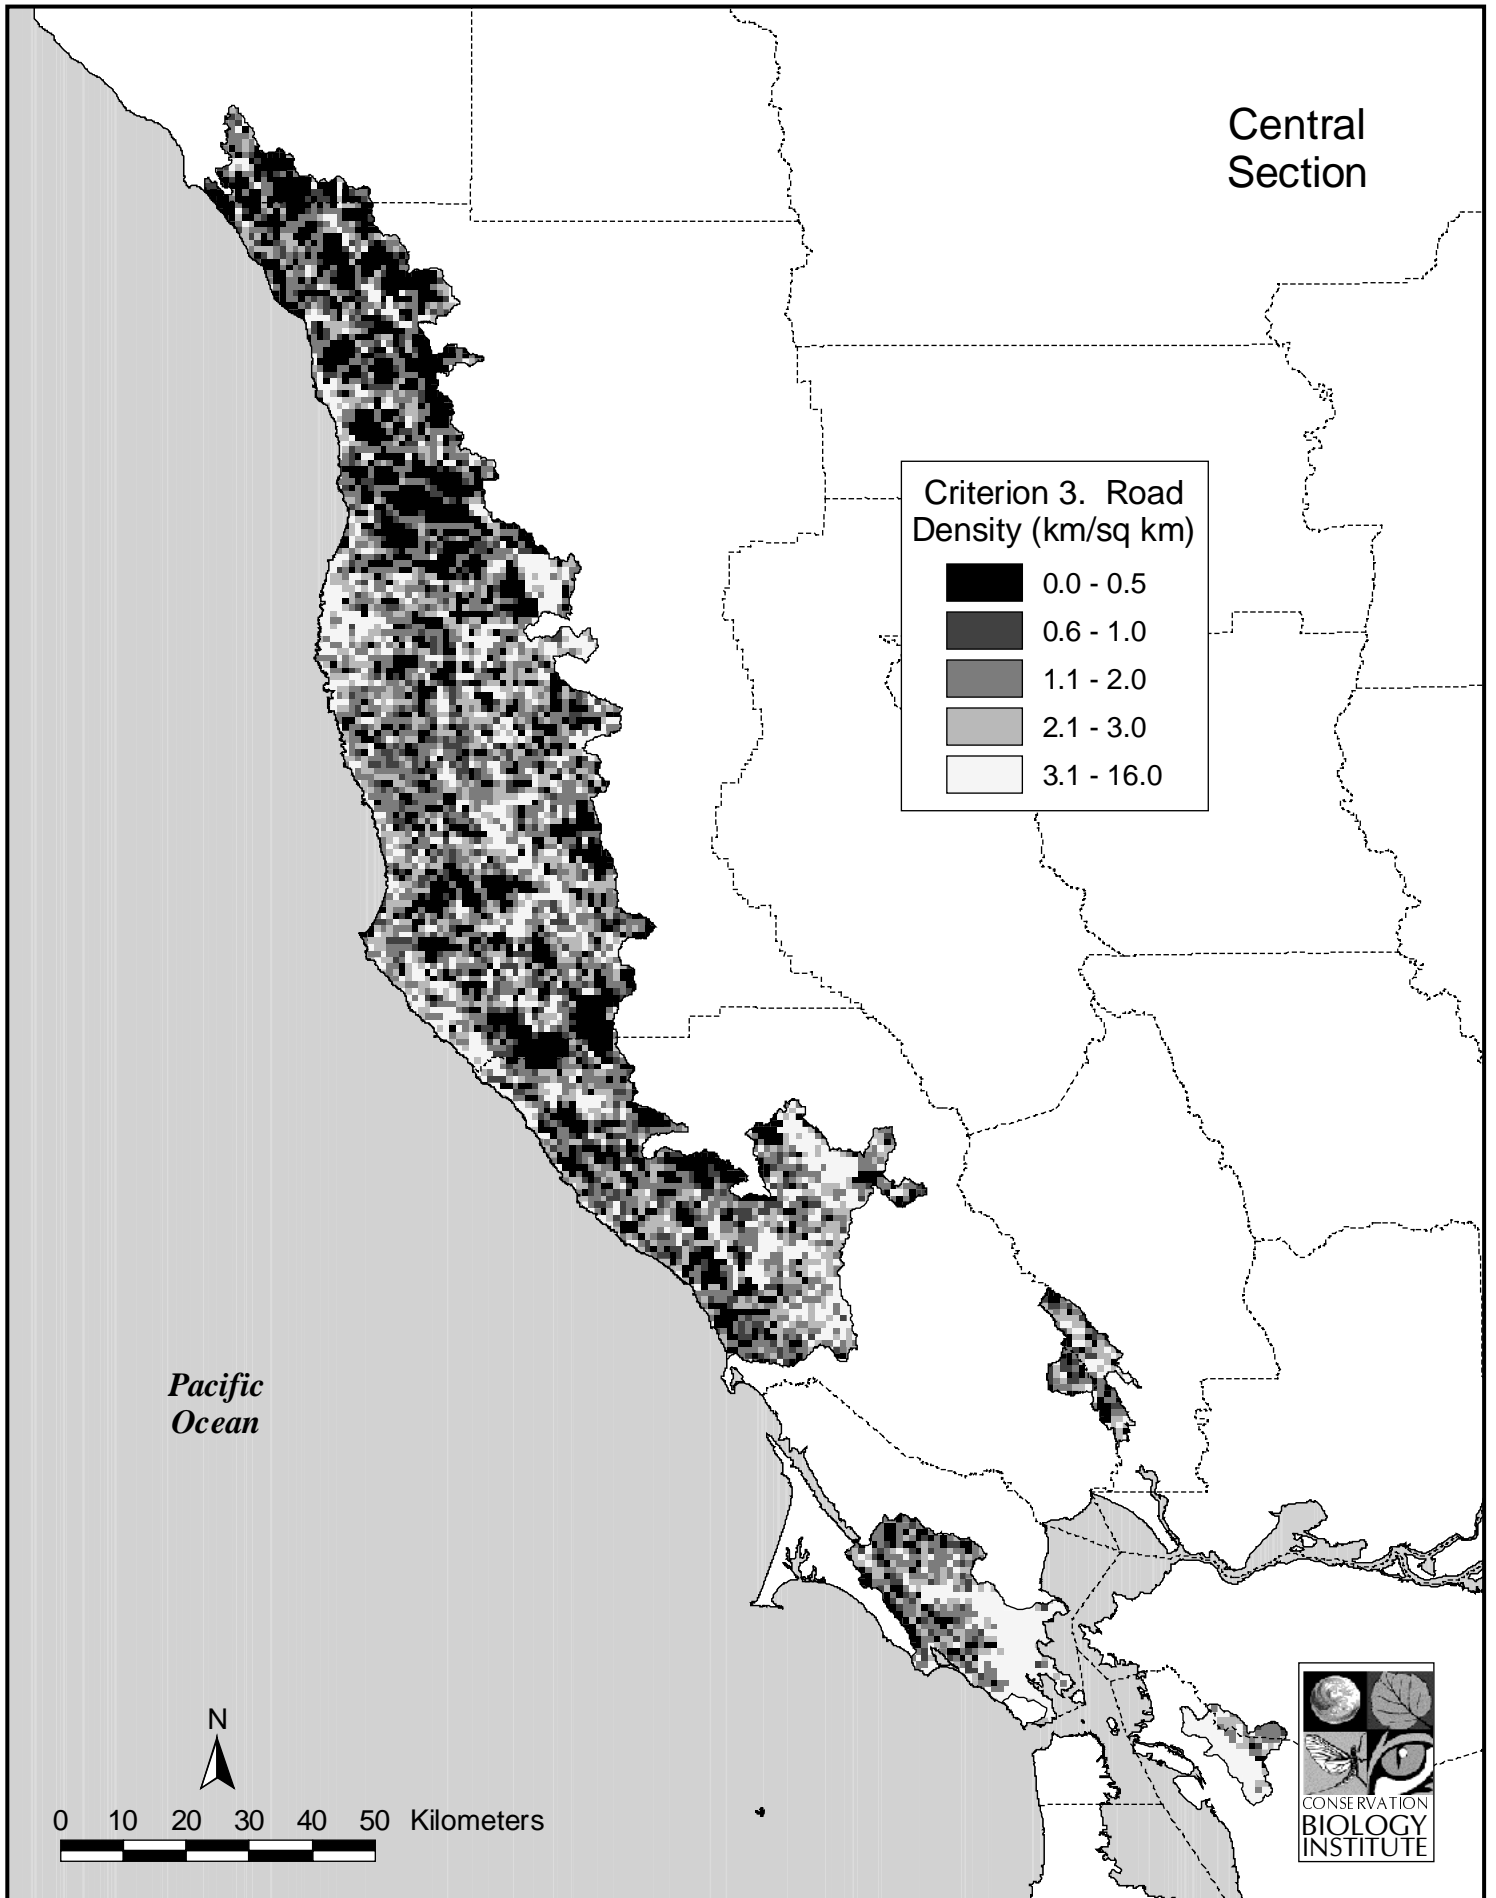 Central
Section
Criterion 3. Road
Density (km/sq km)
0.0 - 0.5
0.6 - 1.0
1.1 - 2.0
2.1 - 3.0
3.1 - 16.0
Pacific
Ocean
N
0 10 20 30 40 50 Kilometers
CONSERVATION
BIOLOGY
INSTITUTE